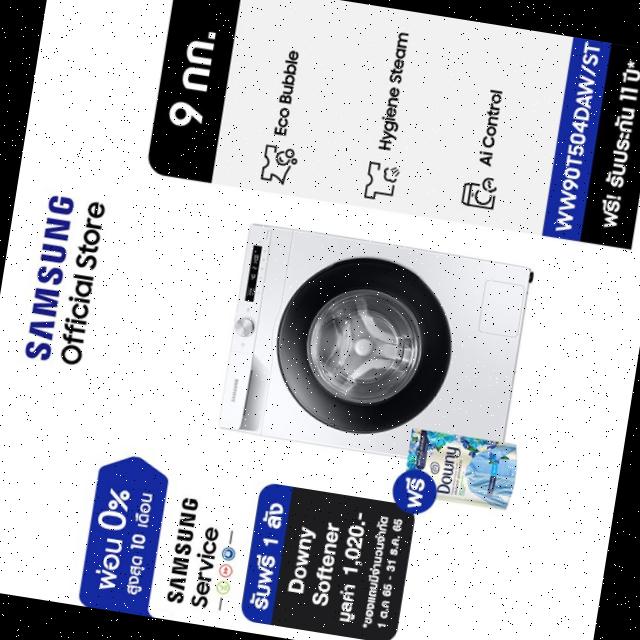 SAMSUNG
Official Store
9 กก.
Eco Bubble
Hygiene Steam
Ai Control
WW90T504DAW/ST
ฟรี! รับประกัน 11 ปี*
SAMSUNG
ผ่อน 0%
สูงสุด 10 เดือน
SAMSUNG
Service
รับฟรี 1 ลัง
Downy
Softener
มูลค่า 1,020.-
*ของแถมมีจำนวนจำกัด
1 ต.ค 65 - 31 ธ.ค. 65
ฟรี
Downy